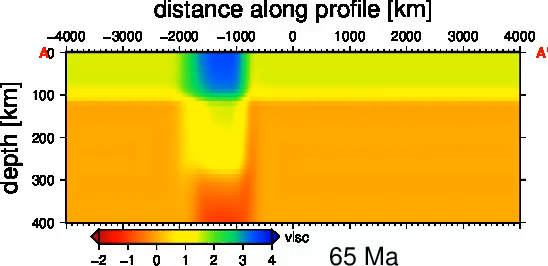 distance along profile [km]
−4000 −3000 −2000 −1000 0 1000 2000 3000 4000
A A'
0
100
200
300
400
depth [km]
−2 −1 0 1 2 3 4 visc
65 Ma